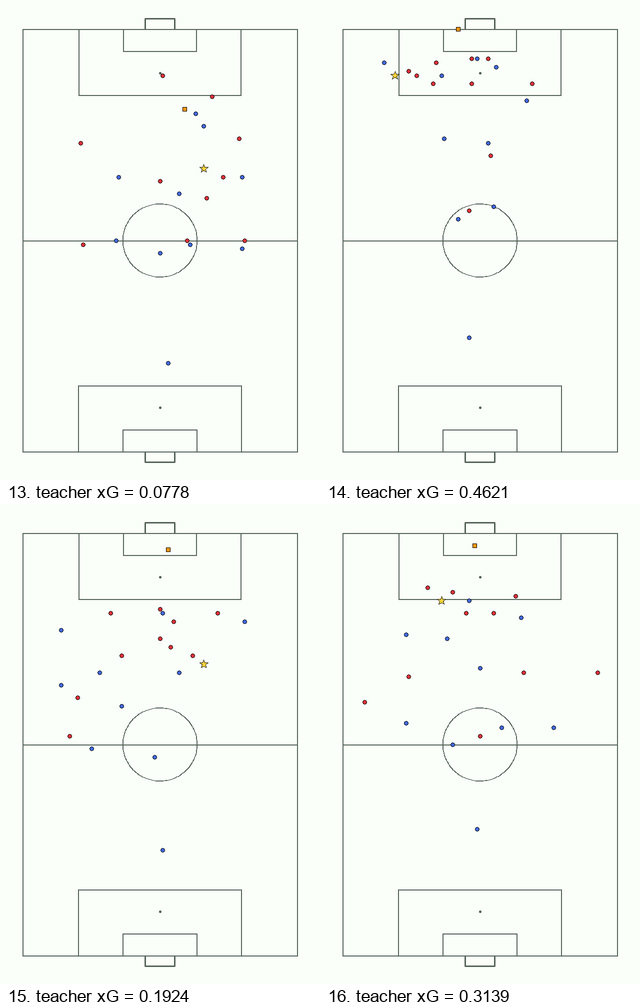 13. teacher xG = 0.0778
14. teacher xG = 0.4621
15. teacher xG = 0.1924
16. teacher xG = 0.3139